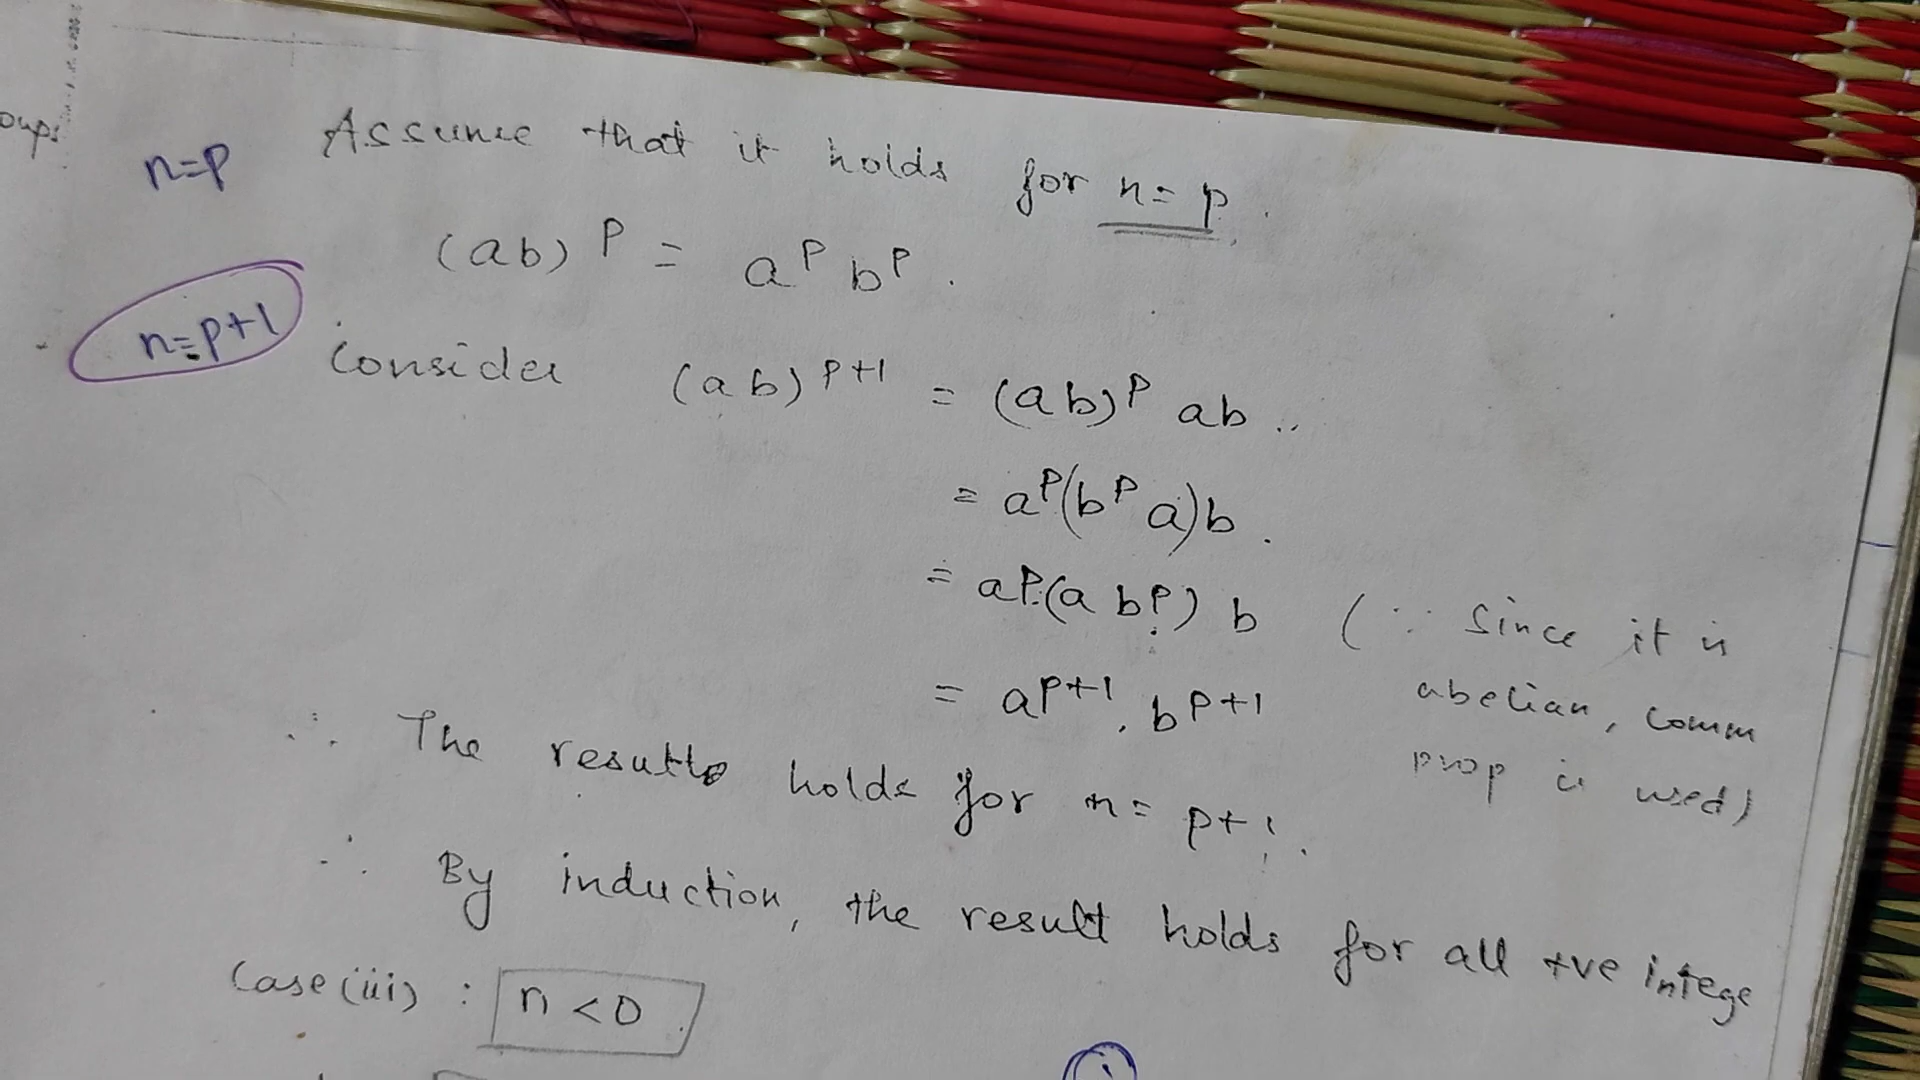 oups
n=p Assume that it holds for n=p.
(ab)^p = a^p b^p.
n=p+1 Consider (ab)^p+1 = (ab)^p ab ..
= a^p(b^p a)b.
= a^p.(a b^p) b (∵ Since it is
abelian, comm
prop is used)
= a^p+1. b^p+1
∴ The results holds for n= p+1.
∴ By induction, the result holds for all +ve intege
Case (iii) : n<0